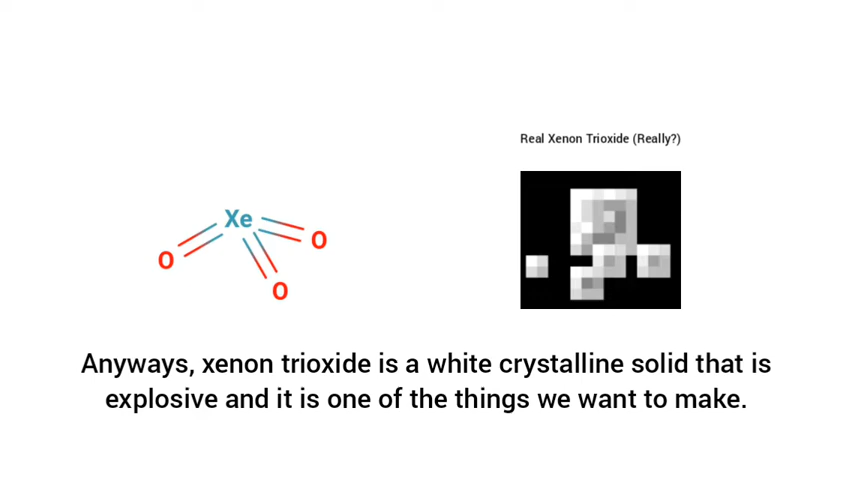 Real Xenon Trioxide (Really?)
Xe
O
O
O
Anyways, xenon trioxide is a white crystalline solid that is
explosive and it is one of the things we want to make.